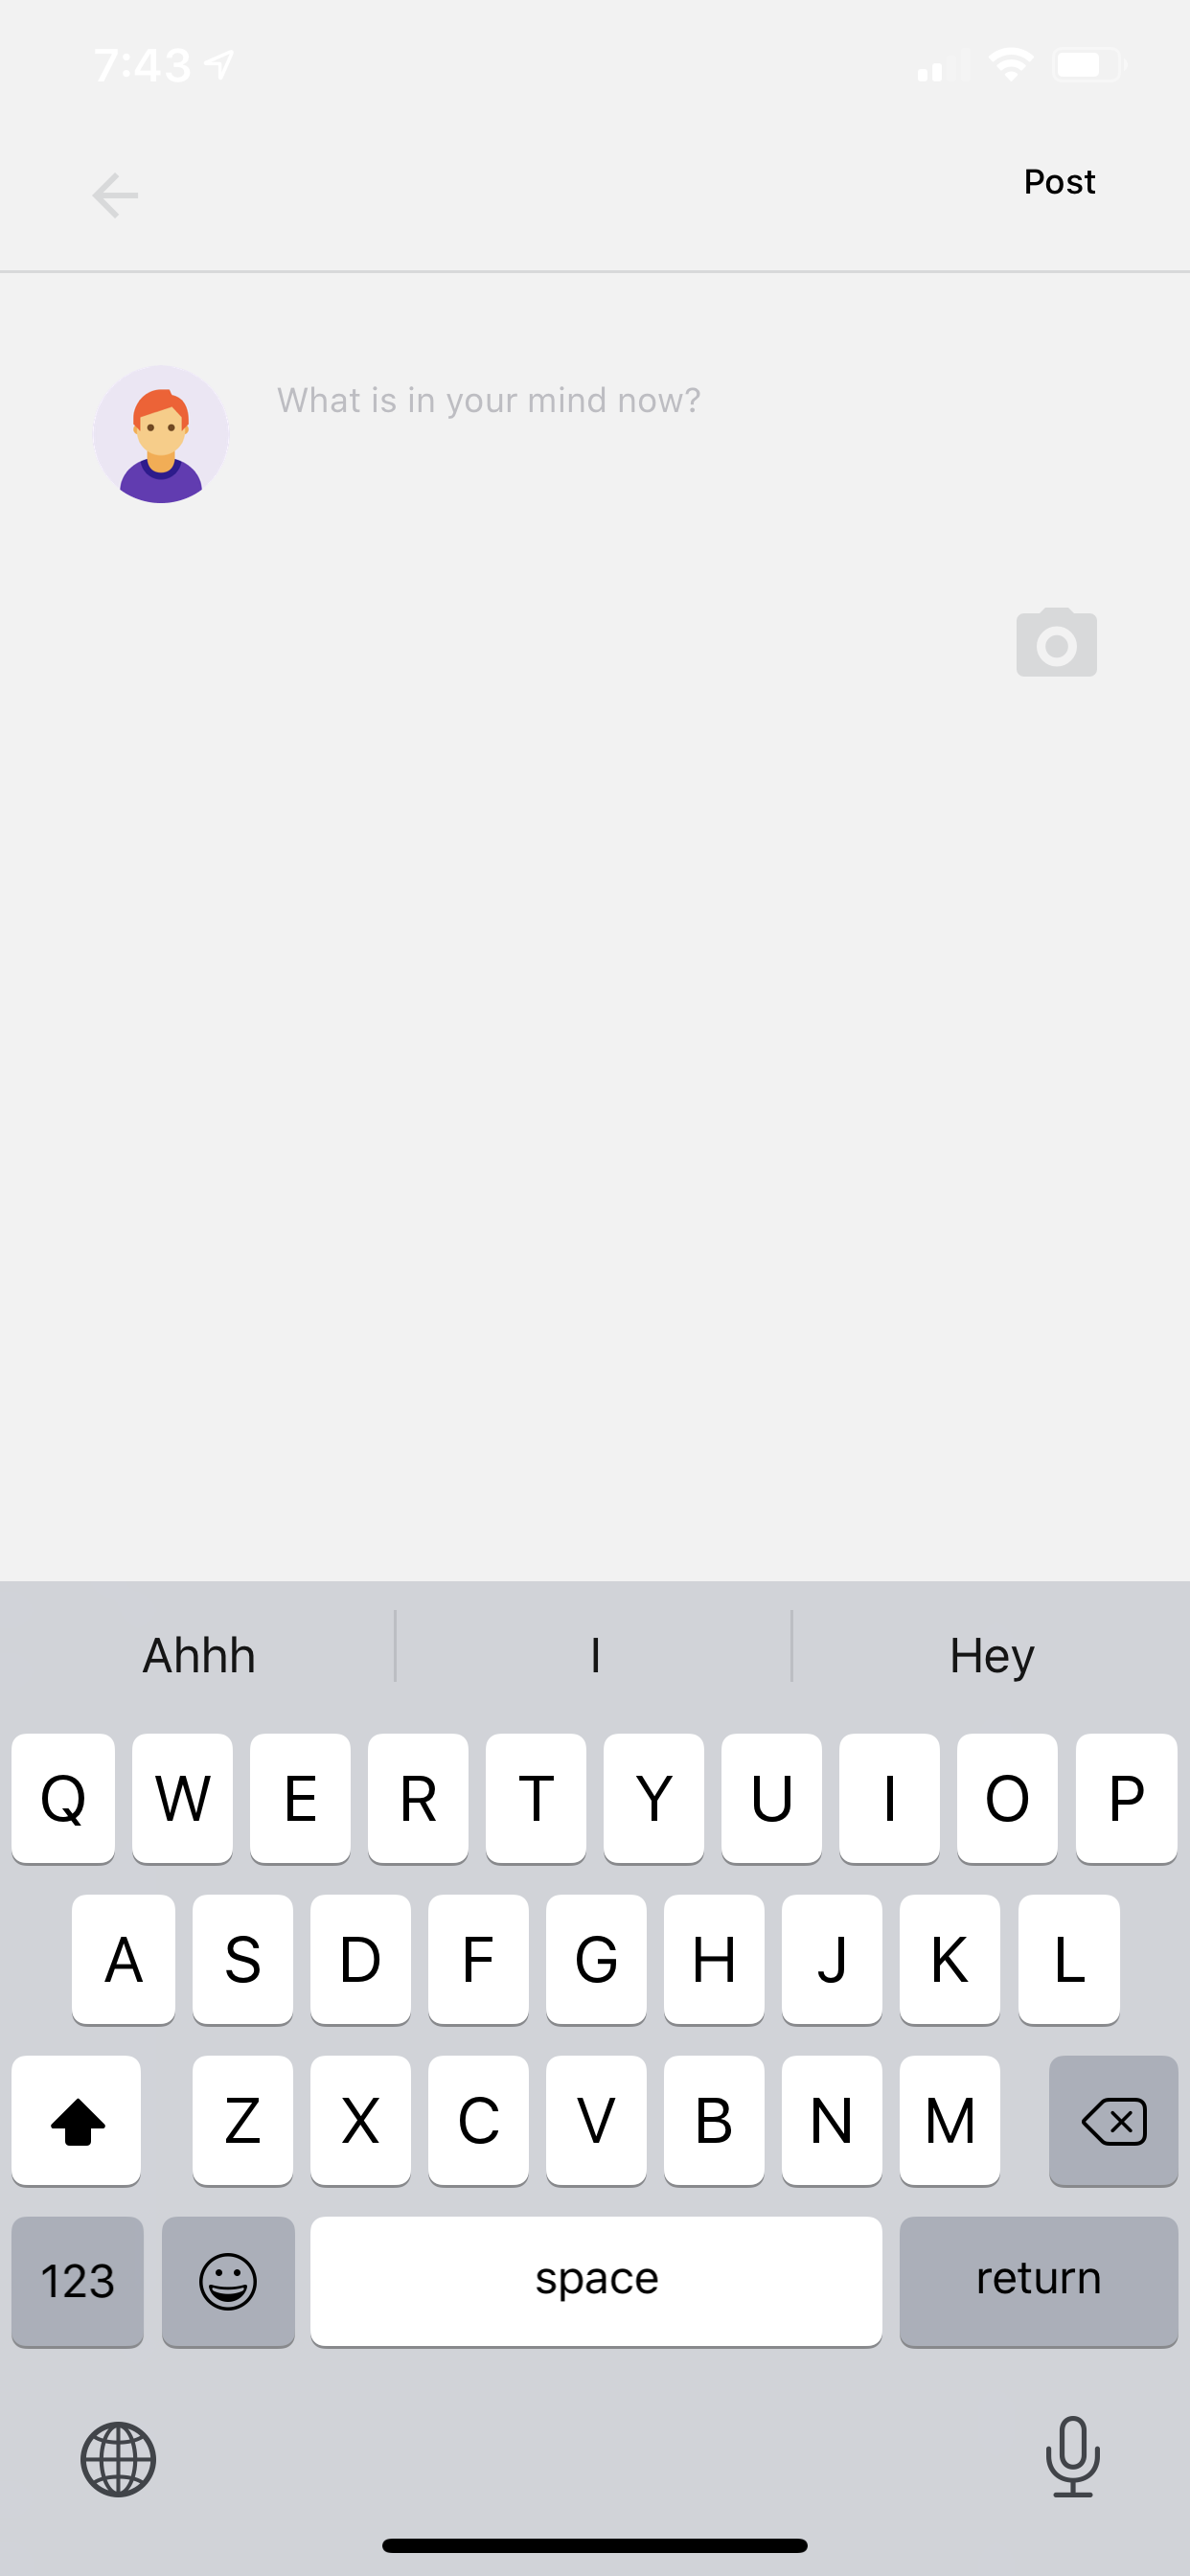 7:43
Post
What is in your mind now?
Ahhh I Hey
Q W E R T Y U I O P
A S D F G H J K L
Z X C V B N M
123 space return